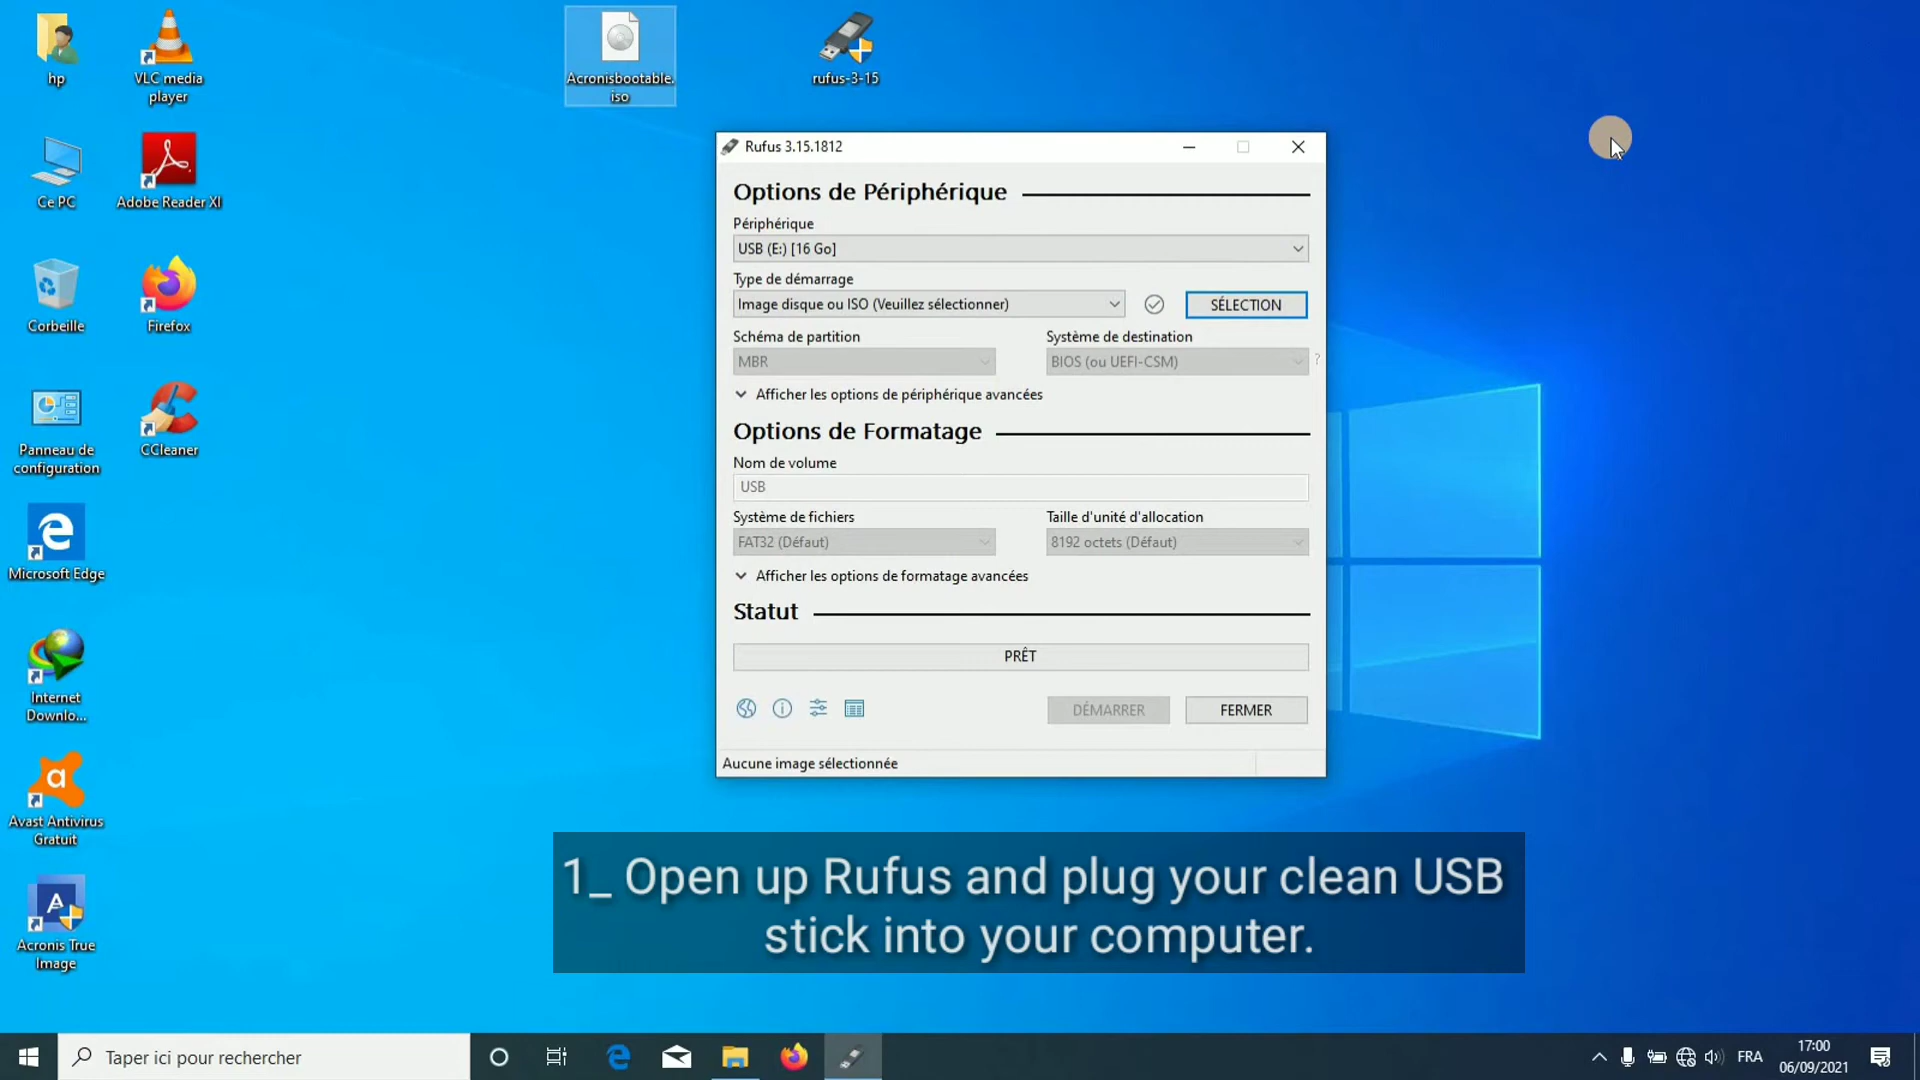 hp
VLC media
player
Acronisbootable.
iso
rufus-3-15
Ce PC
Adobe Reader XI
Corbeille
Firefox
Panneau de
configuration
CCleaner
Microsoft Edge
Internet
Downlo...
Avast Antivirus
Gratuit
Acronis True
Image
Rufus 3.15.1812
Options de Périphérique
Périphérique
USB (E:) [16 Go]
Type de démarrage
Image disque ou ISO (Veuillez sélectionner)
SÉLECTION
Schéma de partition
Système de destination
MBR
BIOS (ou UEFI-CSM)
?
Afficher les options de périphérique avancées
Options de Formatage
Nom de volume
USB
Système de fichiers
Taille d'unité d'allocation
FAT32 (Défaut)
8192 octets (Défaut)
Afficher les options de formatage avancées
Statut
PRÊT
DÉMARRER
FERMER
Aucune image sélectionnée
1_ Open up Rufus and plug your clean USB
stick into your computer.
Taper ici pour rechercher
FRA
17:00
06/09/2021